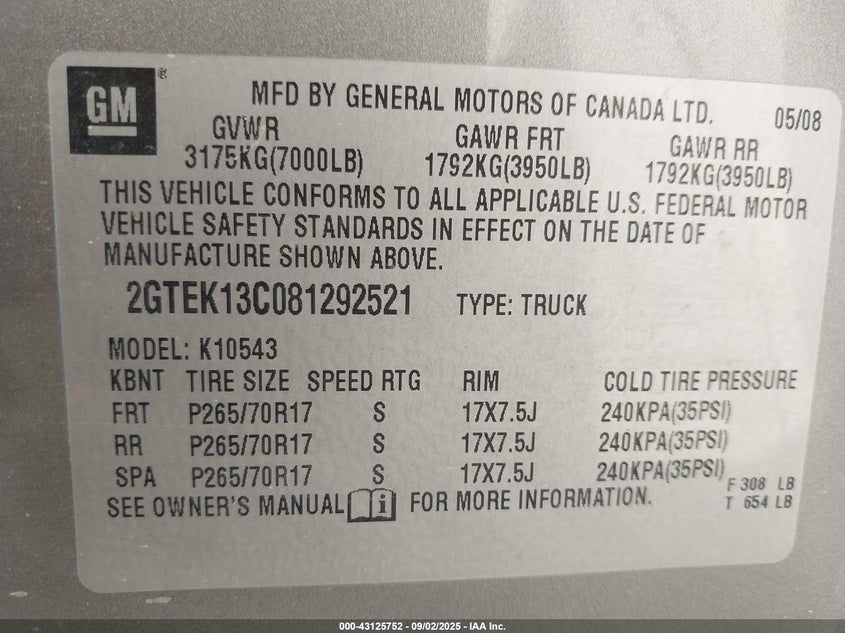 GM ®
MFD BY GENERAL MOTORS OF CANADA LTD. 05/08
GVWR GAWR FRT GAWR RR
3175KG(7000LB) 1792KG(3950LB) 1792KG(3950LB)
THIS VEHICLE CONFORMS TO ALL APPLICABLE U.S. FEDERAL MOTOR
VEHICLE SAFETY STANDARDS IN EFFECT ON THE DATE OF
MANUFACTURE SHOWN ABOVE.
2GTEK13C081292521 TYPE: TRUCK
MODEL: K10543
KBNT TIRE SIZE SPEED RTG RIM COLD TIRE PRESSURE
FRT P265/70R17 S 17X7.5J 240KPA(35PSI)
RR P265/70R17 S 17X7.5J 240KPA(35PSI)
SPA P265/70R17 S 17X7.5J 240KPA(35PSI)
F 308 LB
SEE OWNER'S MANUAL i FOR MORE INFORMATION.
T 654 LB
000-43125752 - 09/02/2025 - IAA Inc.